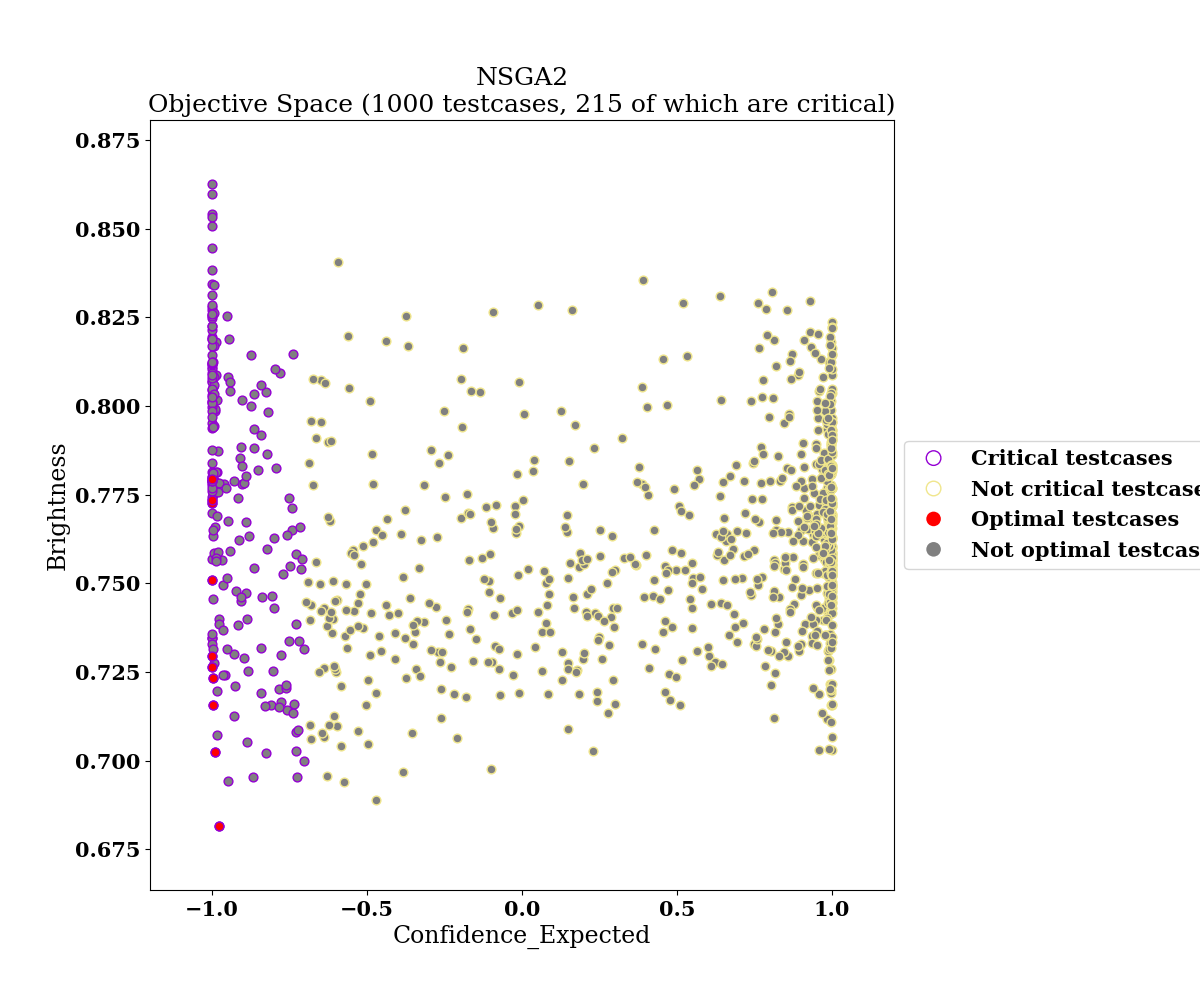 NSGA2
Objective Space (1000 testcases, 215 of which are critical)
0.875
0.850
0.825
0.800
0.775
0.750
0.725
0.700
0.675
Brightness
−1.0
−0.5
0.0
0.5
1.0
Confidence_Expected
Critical testcases
Not critical testcase
Optimal testcases
Not optimal testcas